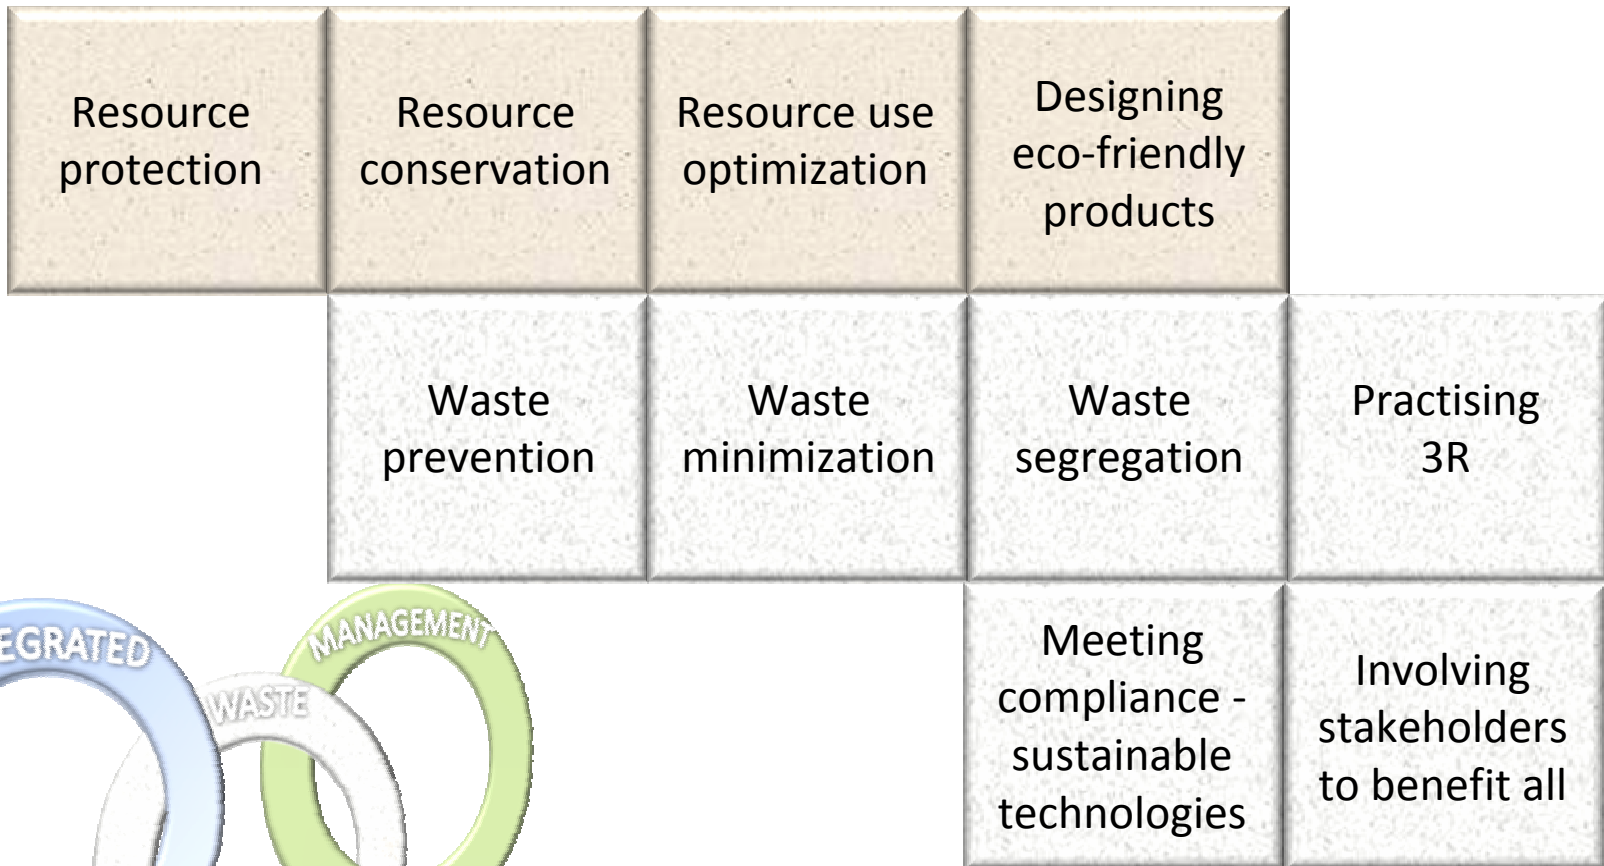 Resource
protection
Resource
conservation
Resource use
optimization
Designing
eco-friendly
products
Waste
prevention
Waste
minimization
Waste
segregation
Practising
3R
Meeting
compliance -
sustainable
technologies
Involving
stakeholders
to benefit all
EGRATED
WASTE
MANAGEMENT